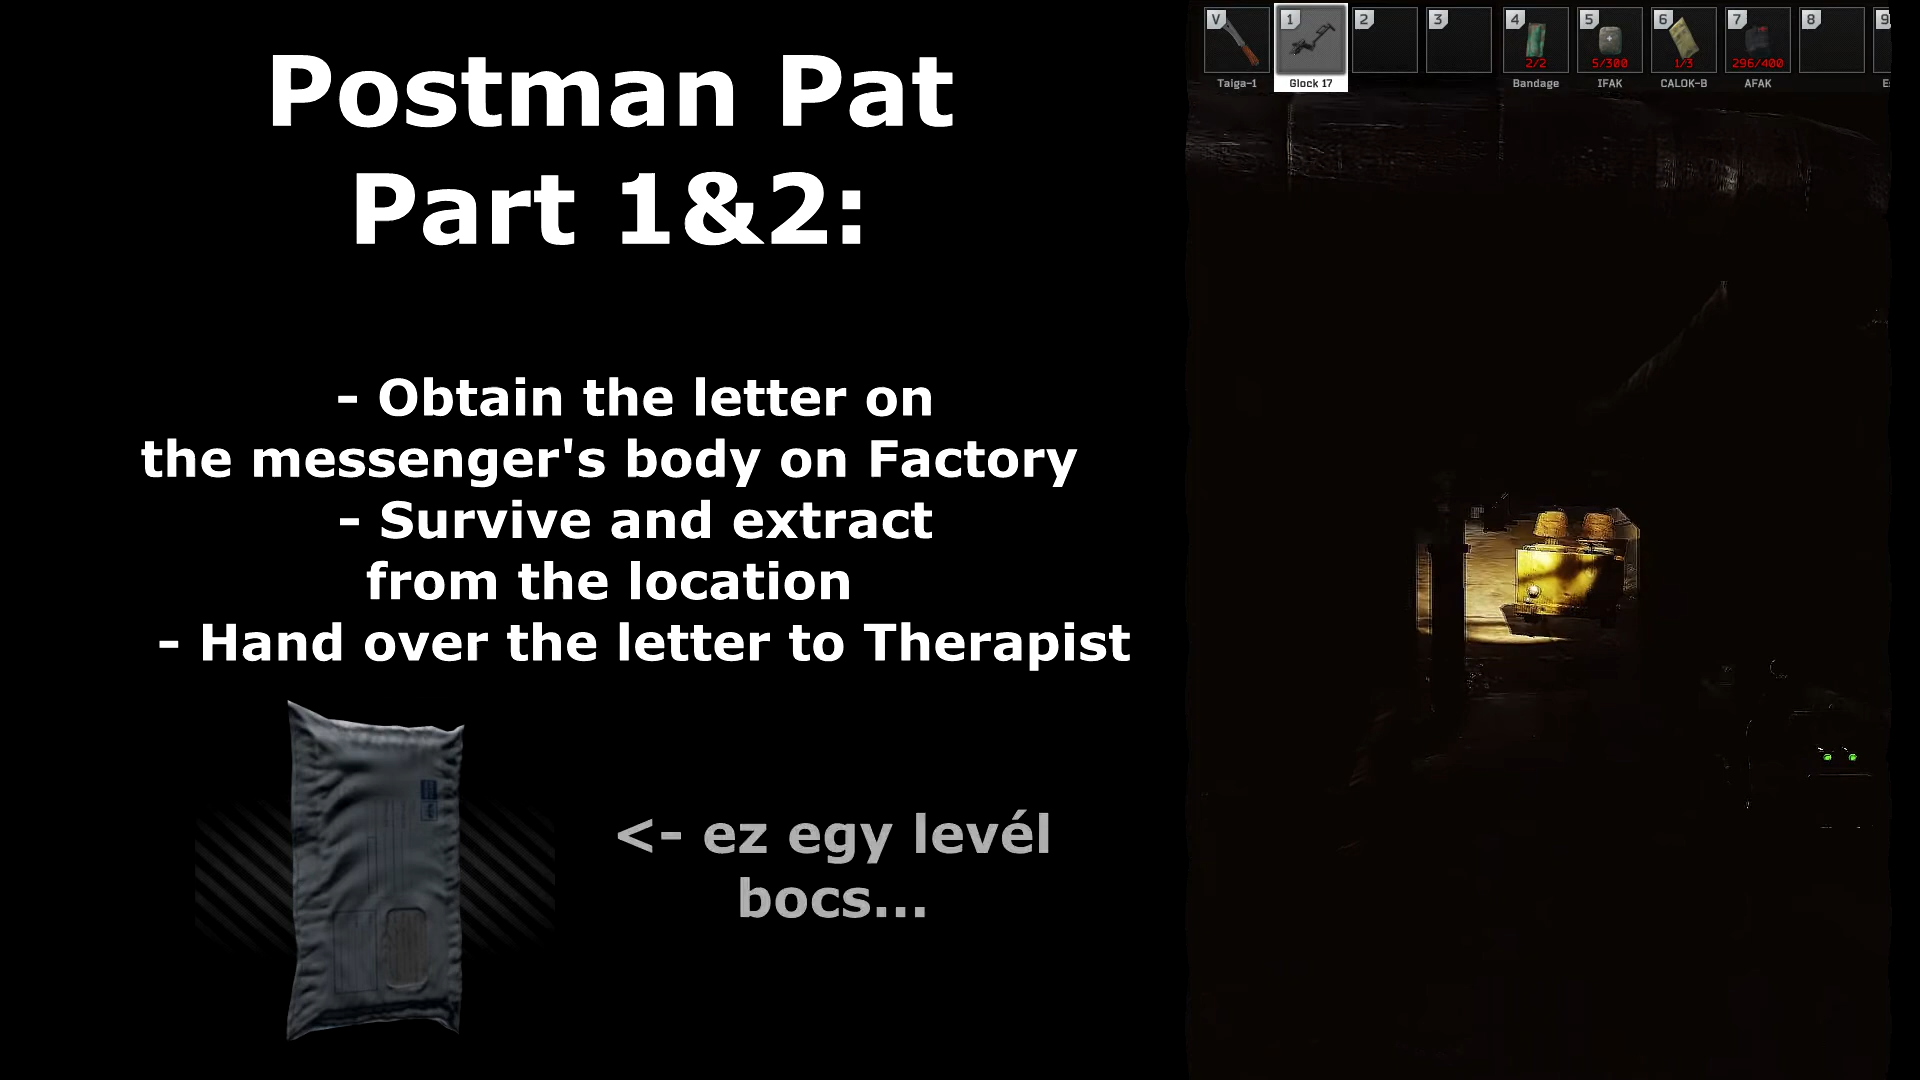 Postman Pat
Part 1&2:
- Obtain the letter on
the messenger's body on Factory
- Survive and extract
from the location
- Hand over the letter to Therapist
<- ez egy levél
bocs...
V 1 2 3 4 5 6 7 8 9
2/2 5/300 1/3 296/400
Taiga-1 Glock 17 Bandage IFAK CALOK-B AFAK E